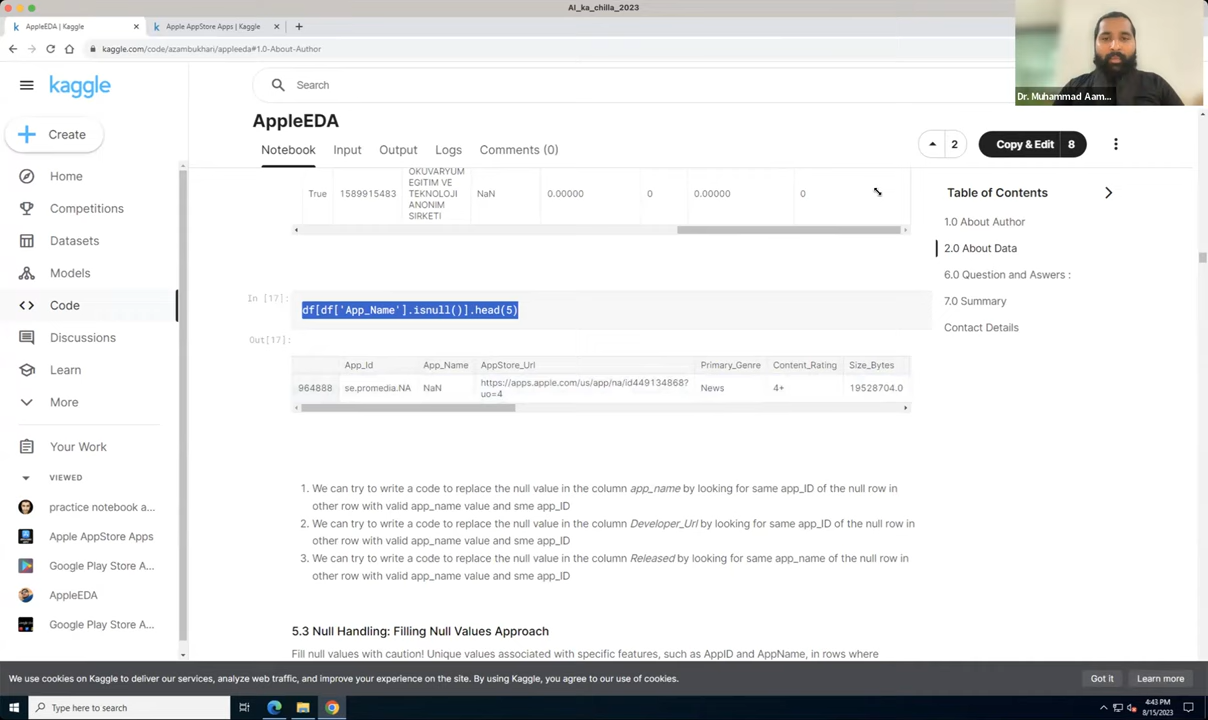 AI_ka_chilla_2023
AppleEDA | Kaggle
Apple AppStore Apps | Kaggle
kaggle.com/code/azambukhari/appleeda#1.0-About-Author
Dr. Muhammad Aam...
kaggle
Search
Create
AppleEDA
Notebook
Input
Output
Logs
Comments (0)
2
Copy & Edit
8
Home
Competitions
Datasets
Models
Code
Discussions
Learn
More
Your Work
VIEWED
practice notebook a...
Apple AppStore Apps
Google Play Store A...
AppleEDA
Google Play Store A...
True 1589915483 OKUVARYUM EGITIM VE TEKNOLOJI ANONIM SIRKETI NaN 0.00000 0 0.00000 0
Table of Contents
1.0 About Author
2.0 About Data
6.0 Question and Aswers :
7.0 Summary
Contact Details
In [17]:
df[df['App_Name'].isnull()].head(5)
Out[17]:
App_Id App_Name AppStore_Url Primary_Genre Content_Rating Size_Bytes
964888 se.promedia.NA NaN https://apps.apple.com/us/app/na/id449134868?uo=4 News 4+ 19528704.0
1. We can try to write a code to replace the null value in the column app_name by looking for same app_ID of the null row in
other row with valid app_name value and sme app_ID
2. We can try to write a code to replace the null value in the column Developer_Url by looking for same app_ID of the null row in
other row with valid app_name value and sme app_ID
3. We can try to write a code to replace the null value in the column Released by looking for same app_name of the null row in
other row with valid app_name value and sme app_ID
5.3 Null Handling: Filling Null Values Approach
Fill null values with caution! Unique values associated with specific features, such as AppID and AppName, in rows where
We use cookies on Kaggle to deliver our services, analyze web traffic, and improve your experience on the site. By using Kaggle, you agree to our use of cookies.
Got it
Learn more
Type here to search
4:43 PM
8/15/2023